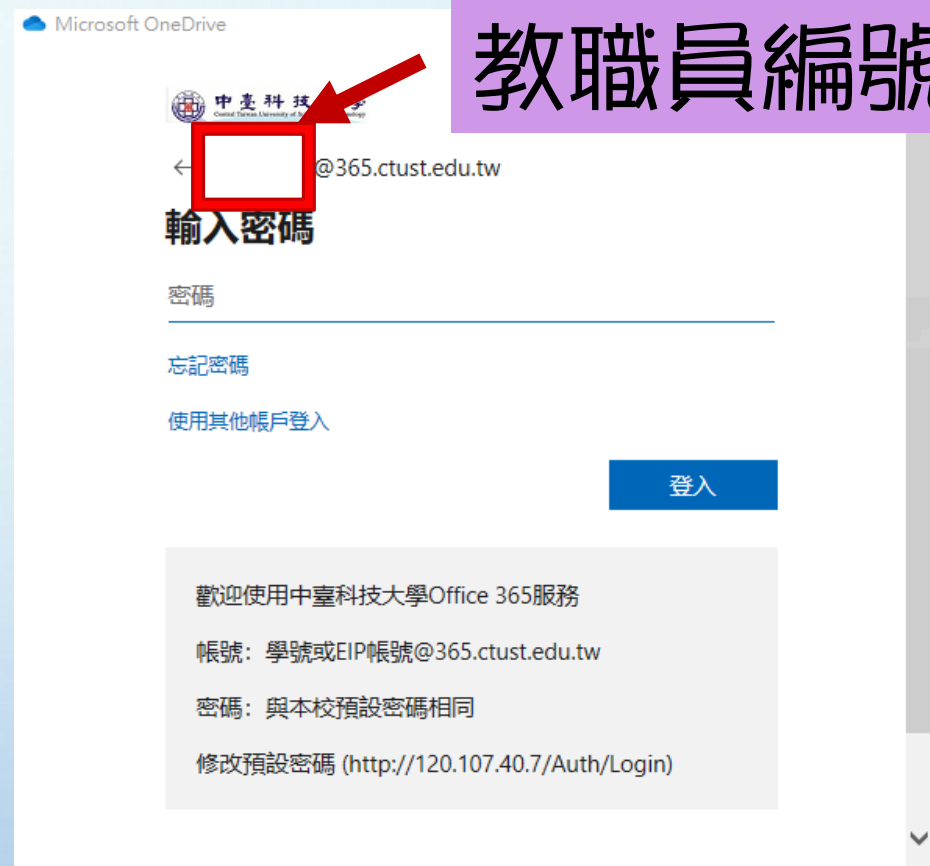 Microsoft OneDrive
教職員編號
中臺科技
Central Taiwan University of
@365.ctust.edu.tw
輸入密碼
密碼
忘記密碼
使用其他帳戶登入
登入
歡迎使用中臺科技大學Office 365服務
帳號：學號或EIP帳號@365.ctust.edu.tw
密碼：與本校預設密碼相同
修改預設密碼 (http://120.107.40.7/Auth/Login)